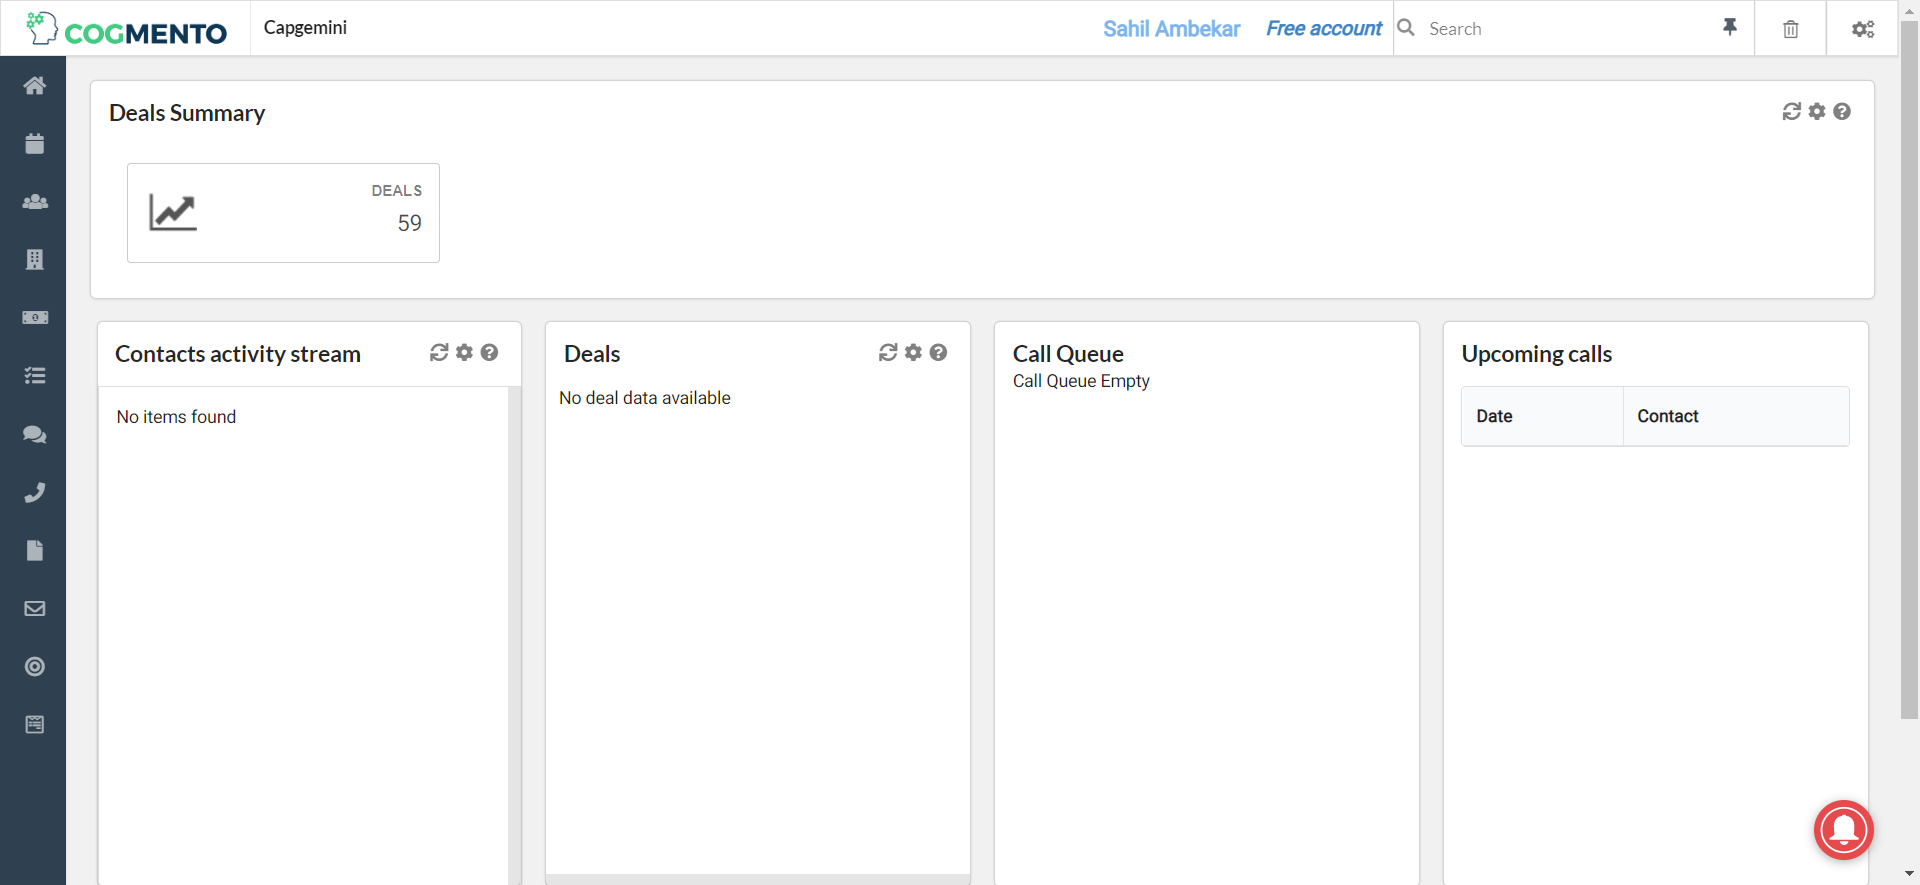 COGMENTO
Capgemini
Sahil Ambekar
Free account
Search
Deals Summary
DEALS
59
Contacts activity stream
No items found
Deals
No deal data available
Call Queue
Call Queue Empty
Upcoming calls
Date
Contact